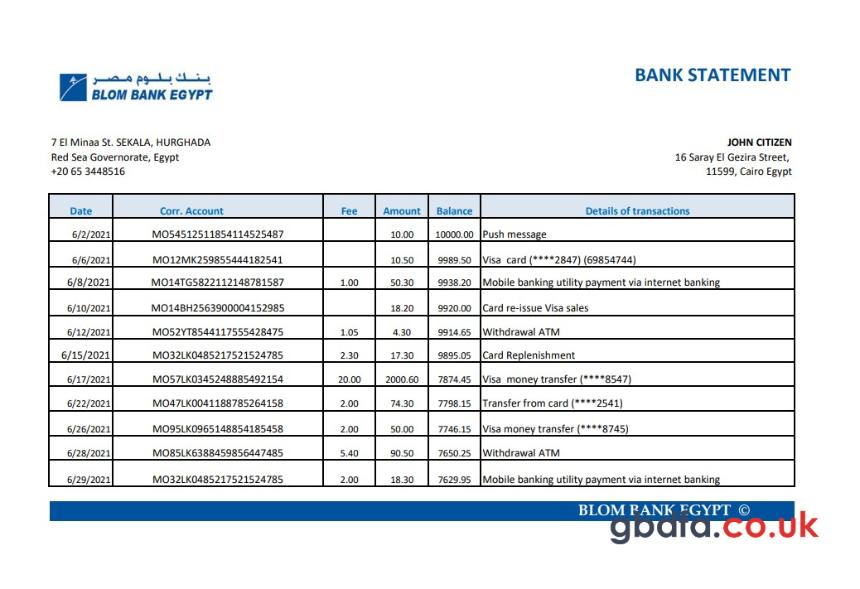 بنك بلوم مصر
BLOM BANK EGYPT
BANK STATEMENT
7 El Minaa St. SEKALA, HURGHADA
Red Sea Governorate, Egypt
+20 65 3448516
JOHN CITIZEN
16 Saray El Gezira Street,
11599, Cairo Egypt
Date Corr. Account Fee Amount Balance Details of transactions
6/2/2021 MO54512511854114525487 10.00 10000.00 Push message
6/6/2021 MO12MK259855444182541 10.50 9989.50 Visa card (****2847) (69854744)
6/8/2021 MO14TG5822112148781587 1.00 50.30 9938.20 Mobile banking utility payment via internet banking
6/10/2021 MO14BH2563900004152985 18.20 9920.00 Card re-issue Visa sales
6/12/2021 MO52YT8544117555428475 1.05 4.30 9914.65 Withdrawal ATM
6/15/2021 MO32LK0485217521524785 2.30 17.30 9895.05 Card Replenishment
6/17/2021 MO57LK0345248885492154 20.00 2000.60 7874.45 Visa money transfer (****8547)
6/22/2021 MO47LK0041188785264158 2.00 74.30 7798.15 Transfer from card (****2541)
6/26/2021 MO95LK0965148854185458 2.00 50.00 7746.15 Visa money transfer (****8745)
6/28/2021 MO85LK6388459856447485 5.40 90.50 7650.25 Withdrawal ATM
6/29/2021 MO32LK0485217521524785 2.00 18.30 7629.95 Mobile banking utility payment via internet banking
BLOM BANK EGYPT ©
gbdfd.co.uk